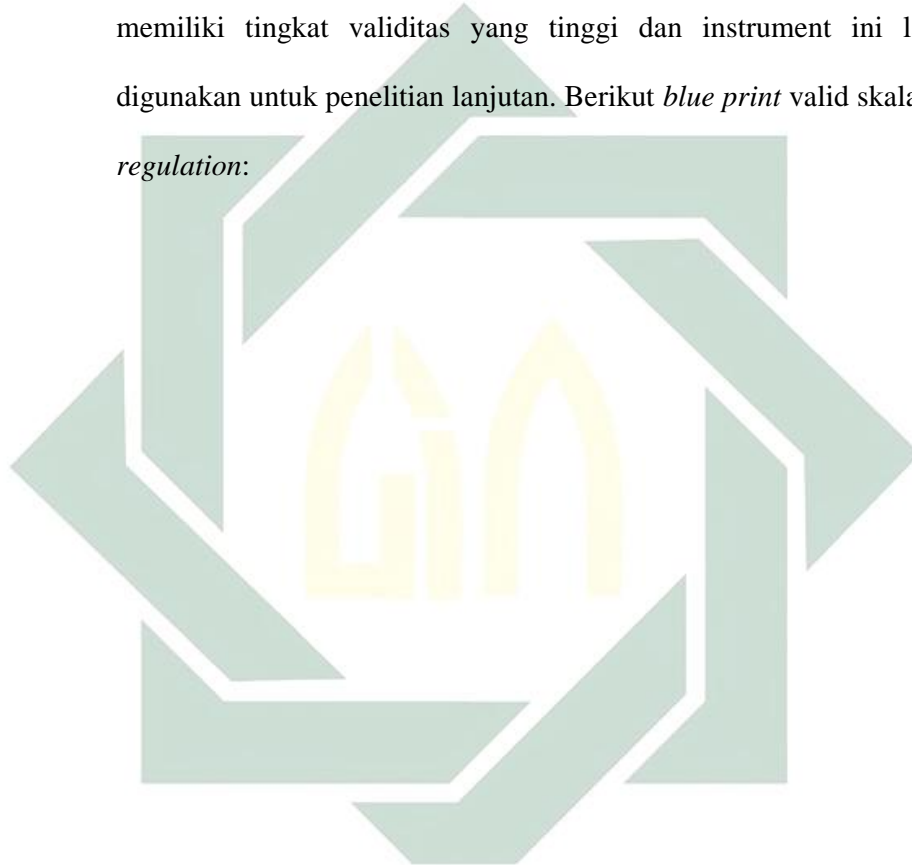 memiliki tingkat validitas yang tinggi dan instrument ini
digunakan untuk penelitian lanjutan. Berikut blue print valid skala
regulation: